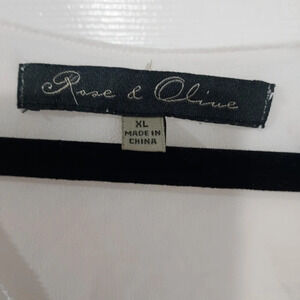 Rose & Olive
XL
MADE IN
CHINA